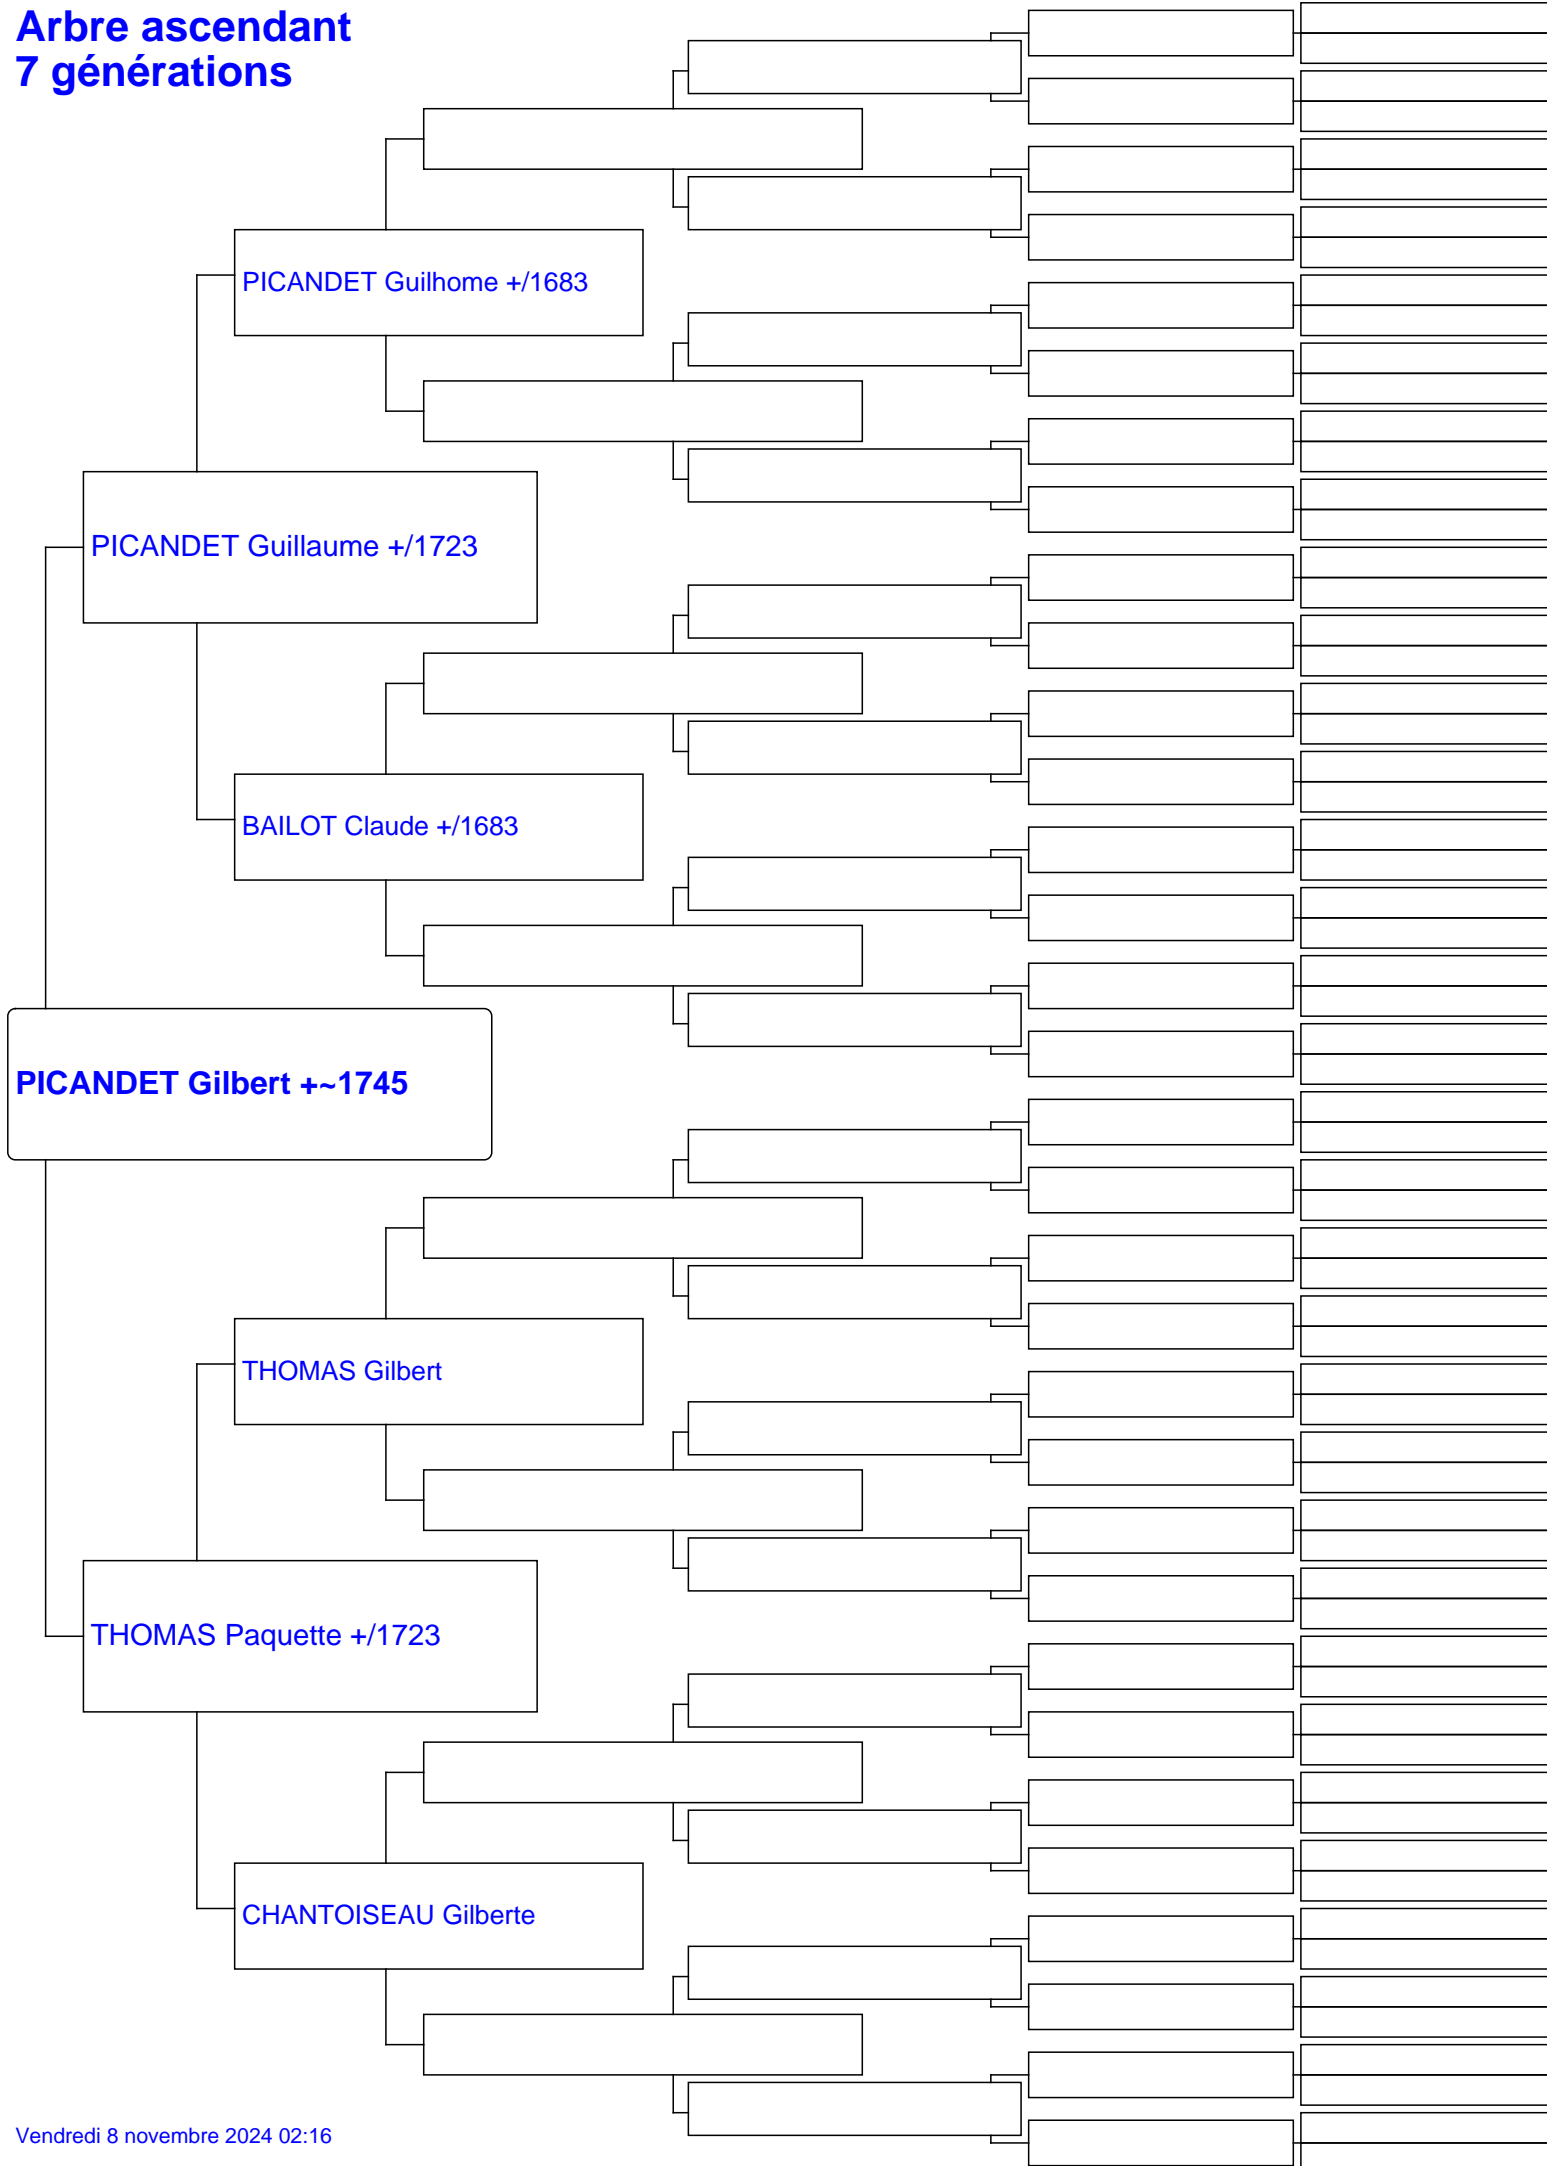 Arbre ascendant
7 générations
PICANDET Guilhome +/1683
PICANDET Guillaume +/1723
BAILOT Claude +/1683
PICANDET Gilbert +~1745
THOMAS Gilbert
THOMAS Paquette +/1723
CHANTOISEAU Gilberte
Vendredi 8 novembre 2024 02:16